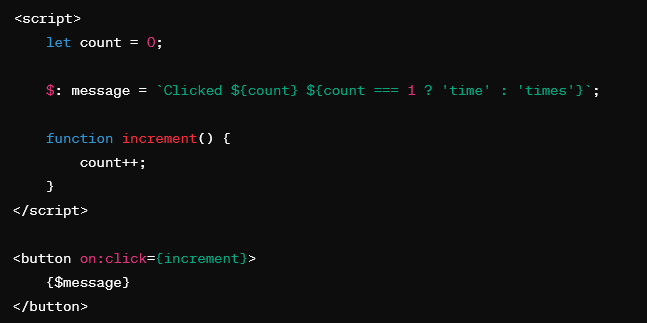 <script>
    let count = 0;

    $: message = `Clicked ${count} ${count === 1 ? 'time' : 'times'}`;

    function increment() {
        count++;
    }
</script>

<button on:click={increment}>
    {$message}
</button>